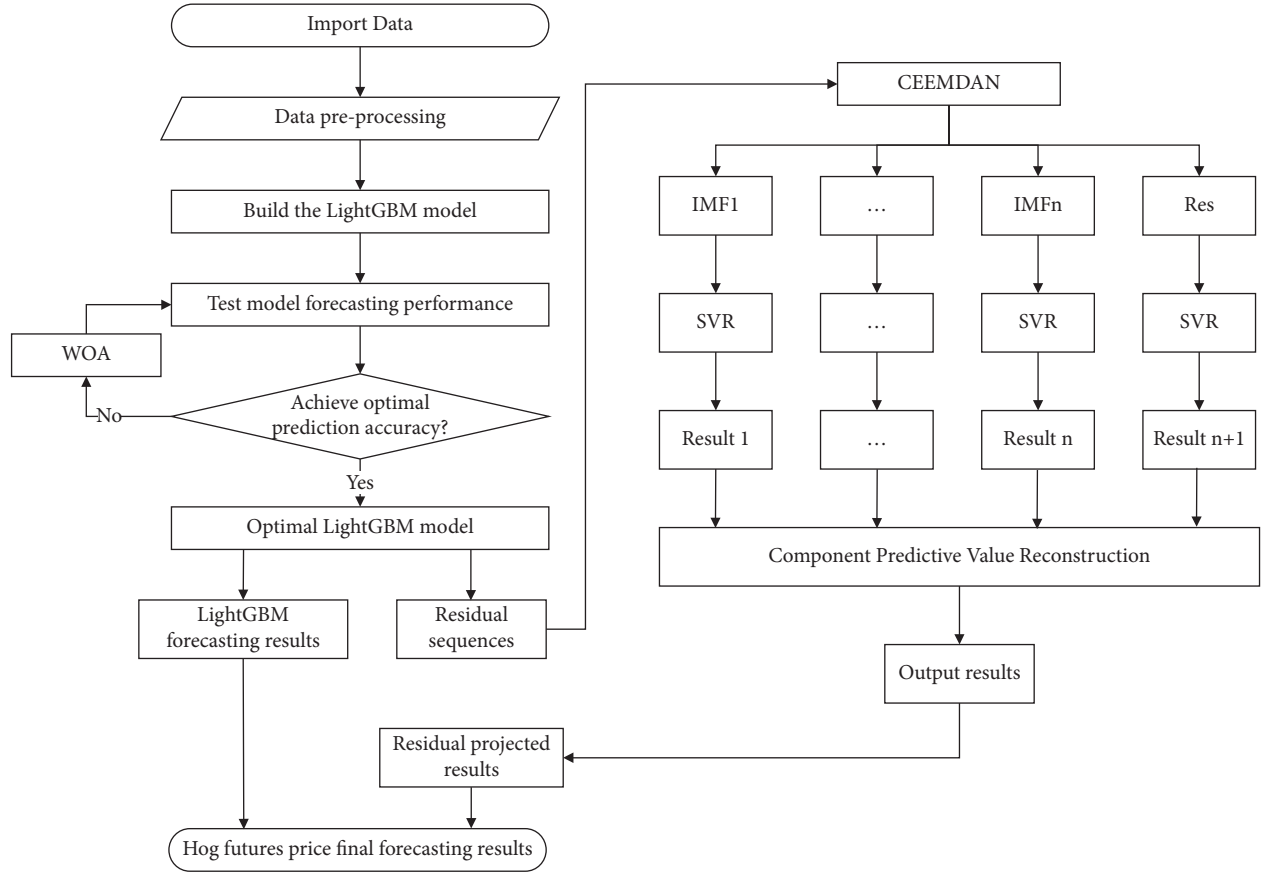 Import Data
Data pre-processing
Build the LightGBM model
Test model forecasting performance
WOA
No
Achieve optimal
prediction accuracy?
Yes
Optimal LightGBM model
LightGBM
forecasting results
Residual
sequences
CEEMDAN
IMF1
...
IMFn
Res
SVR
...
SVR
SVR
Result 1
...
Result n
Result n+1
Component Predictive Value Reconstruction
Output results
Residual projected
results
Hog futures price final forecasting results